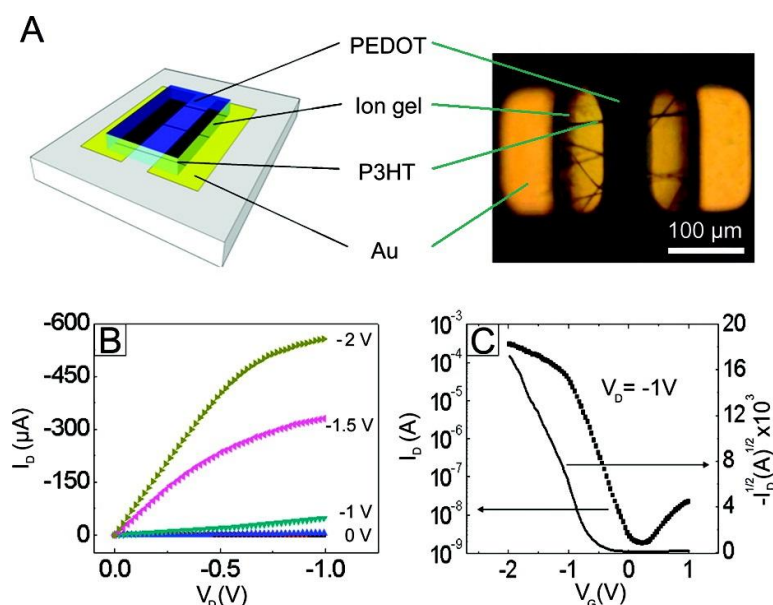 A
PEDOT
Ion gel
P3HT
Au
100 µm
B
-600
-450
-300
-150
0
I_D (µA)
-2 V
-1.5 V
-1 V
0 V
0.0
-0.5
-1.0
V_D(V)
C
10⁻³
10⁻⁴
10⁻⁵
10⁻⁶
10⁻⁷
10⁻⁸
10⁻⁹
I_D (A)
V_D= -1V
20
16
12
8
4
0
-I_D^1/2(A)^1/2 x10³
-2
-1
0
1
V_G(V)